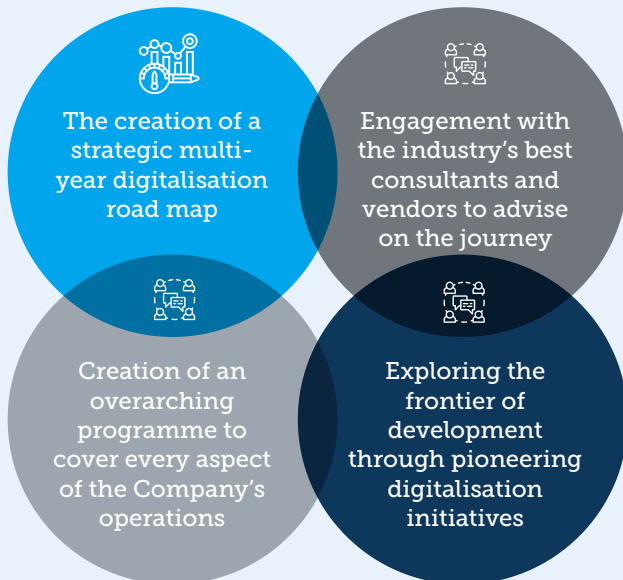 The creation of a
strategic multi-
year digitalisation
road map
Engagement with
the industry's best
consultants and
vendors to advise
on the journey
Creation of an
overarching
programme to
cover every aspect
of the Company's
operations
Exploring the
frontier of
development
through pioneering
digitalisation
initiatives